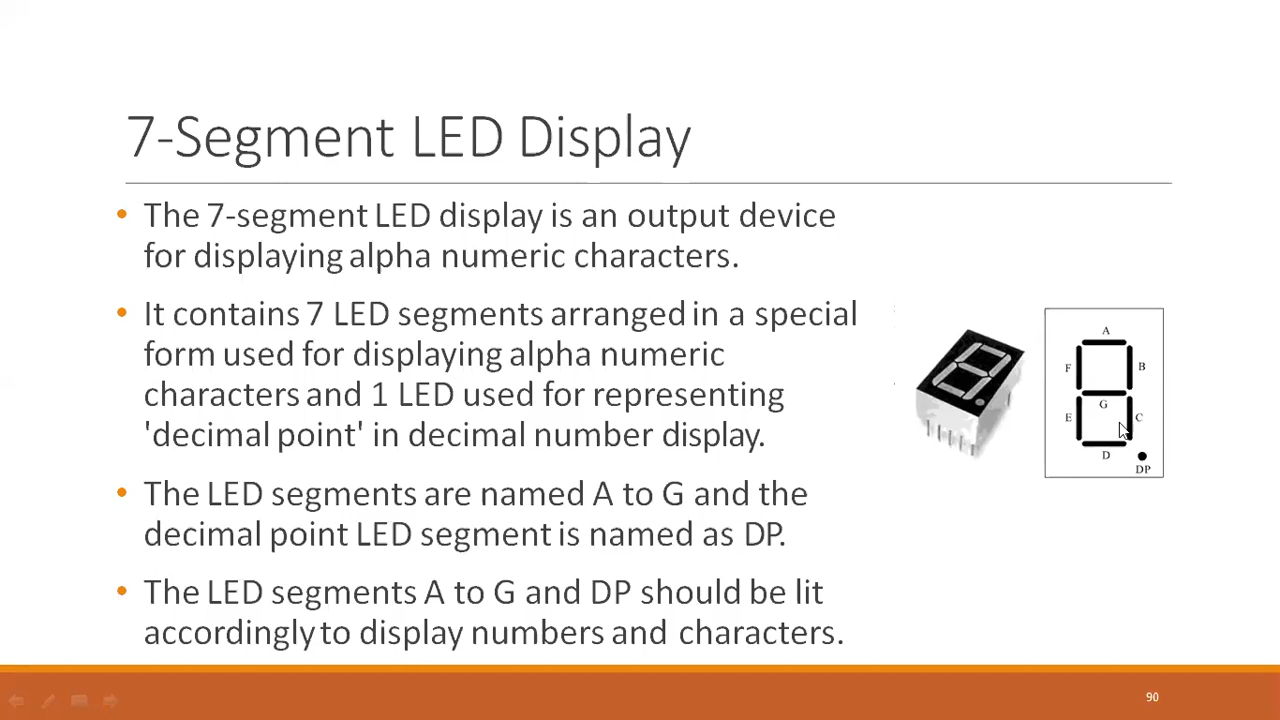 7-Segment LED Display
• The 7-segment LED display is an output device
for displaying alpha numeric characters.
• It contains 7 LED segments arranged in a special
form used for displaying alpha numeric
characters and 1 LED used for representing
'decimal point' in decimal number display.
• The LED segments are named A to G and the
decimal point LED segment is named as DP.
• The LED segments A to G and DP should be lit
accordingly to display numbers and characters.
A
F
B
G
E
C
D
DP
90